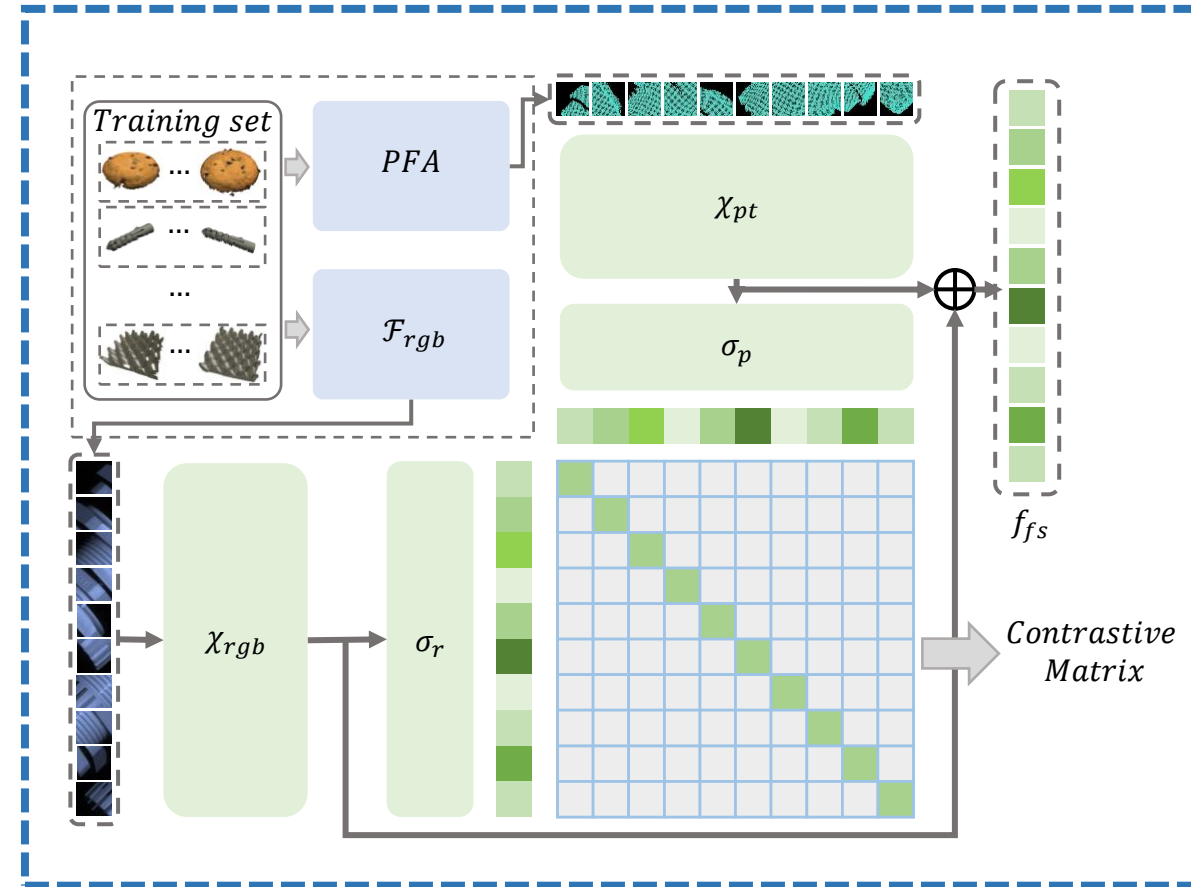 Training set
...
...
...
...
PFA
ℱ_rgb
χ_pt
σ_p
χ_rgb
σ_r
f_fs
Contrastive
Matrix